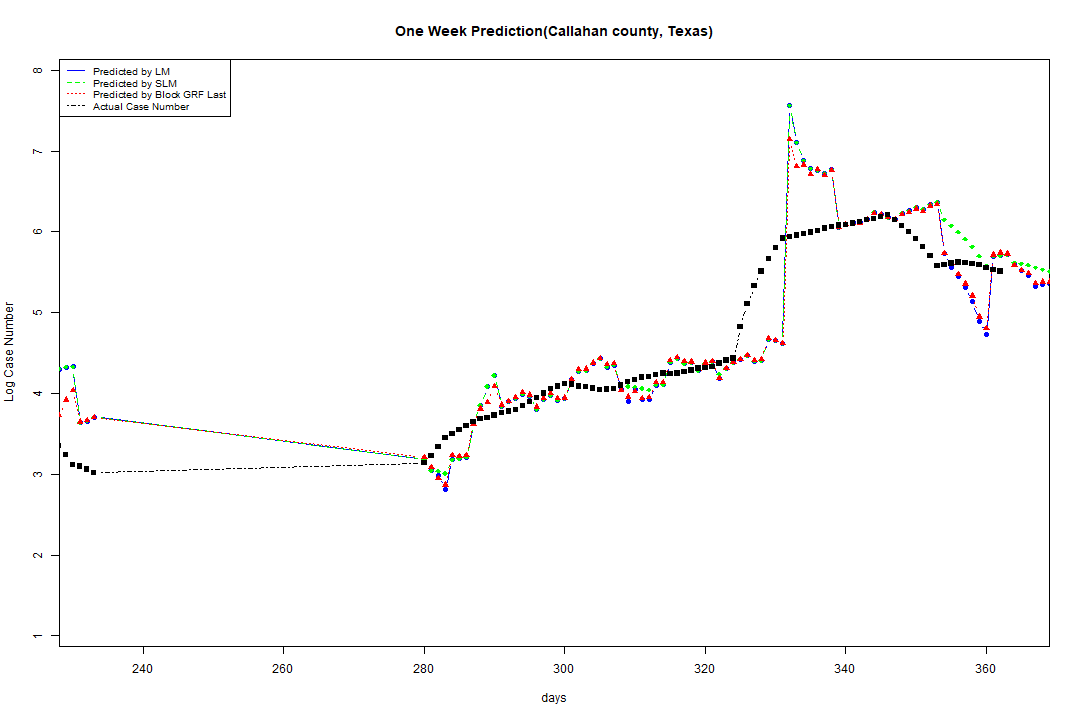 One Week Prediction(Callahan county, Texas)
Predicted by LM
Predicted by SLM
Predicted by Block GRF Last
Actual Case Number
8
7
6
5
4
3
2
1
Log Case Number
240 260 280 300 320 340 360
days